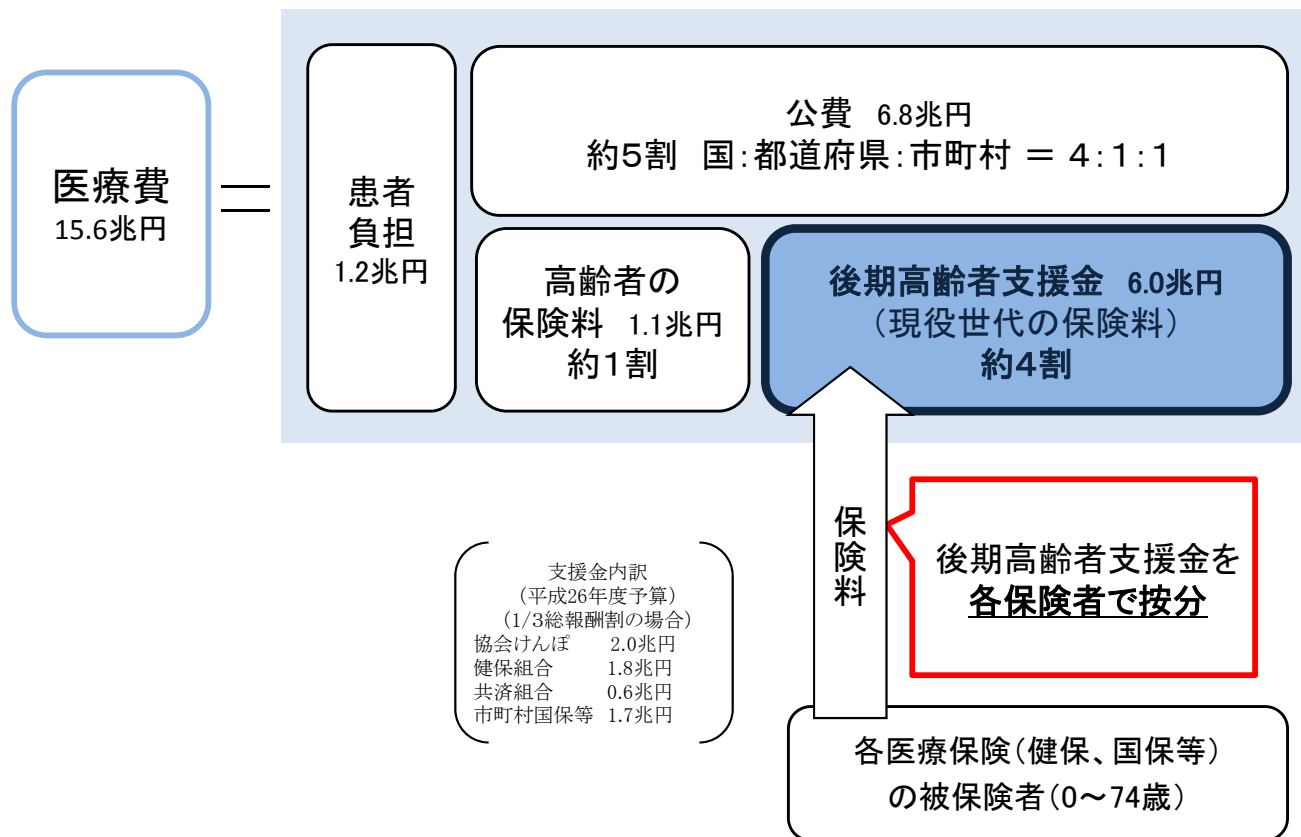 医療費
15.6兆円
＝
患者
負担
1.2兆円
公費 6.8兆円
約5割 国：都道府県：市町村 ＝ 4：1：1
高齢者の
保険料 1.1兆円
約1割
後期高齢者支援金 6.0兆円
（現役世代の保険料）
約4割
保険料
後期高齢者支援金を
各保険者で按分
支援金内訳
（平成26年度予算）
（1/3総報酬割の場合）
協会けんぽ 2.0兆円
健保組合 1.8兆円
共済組合 0.6兆円
市町村国保等 1.7兆円
各医療保険（健保、国保等）
の被保険者（0～74歳）